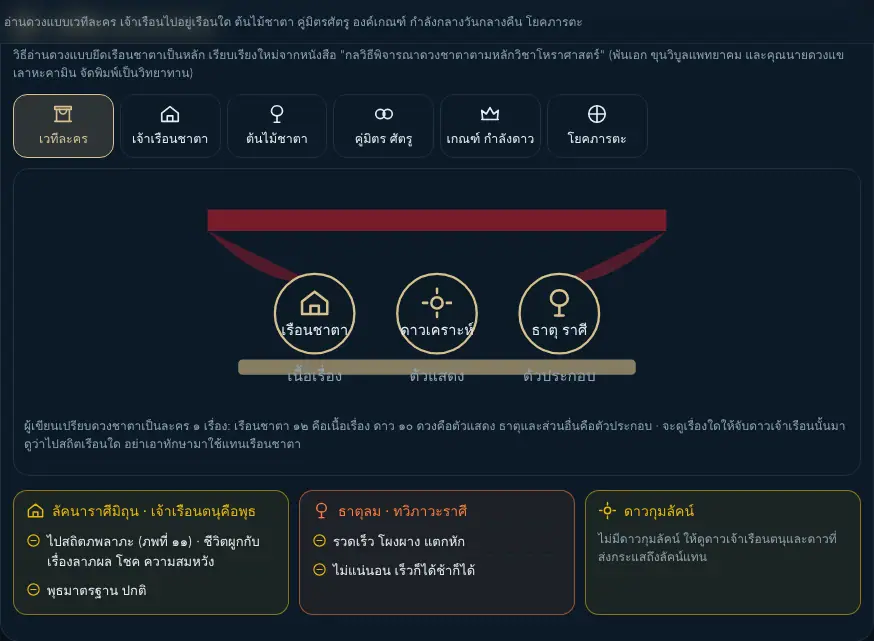 อ่านดวงแบบเวทีละคร เจ้าเรือนไปอยู่เรือนใด ต้นไม้ชาตา คู่มิตรศัตรู องค์เกณฑ์ กำลังกลางวันกลางคืน โยคภารตะ
วิธีอ่านดวงแบบยึดเรือนชาตาเป็นหลัก เรียบเรียงใหม่จากหนังสือ "กลวิธีพิจารณาดวงชาตาตามหลักวิชาโหราศาสตร์" (พันเอก ขุนวิบูลแพทยาคม และคุณนายดวงแข
เลาหะคามิน จัดพิมพ์เป็นวิทยาทาน)
เวทีละคร
เจ้าเรือนชาตา
ต้นไม้ชาตา
คู่มิตร ศัตรู
เกณฑ์ กำลังดาว
โยคภารตะ
เรือนชาตา
ดาวเคราะห์
ธาตุ ราศี
เนื้อเรื่อง
ตัวแสดง
ตัวประกอบ
ผู้เขียนเปรียบดวงชาตาเป็นละคร ๑ เรื่อง: เรือนชาตา ๑๒ คือเนื้อเรื่อง ดาว ๑๐ ดวงคือตัวแสดง ธาตุและส่วนอื่นคือตัวประกอบ · จะดูเรื่องใดให้จับดาวเจ้าเรือนนั้นมา
ดูว่าไปสถิตเรือนใด อย่าเอาทักษามาใช้แทนเรือนชาตา
ลัคนาราศีมิถุน · เจ้าเรือนตนุคือพุธ
ไปสถิตภพลาภะ (ภพที่ ๑๑) · ชีวิตผูกกับ
เรื่องลาภผล โชค ความสมหวัง
พุธมาตรฐาน ปกติ
ธาตุลม · ทวิภาวะราศี
รวดเร็ว โผงผาง แตกหัก
ไม่แน่นอน เร็วก็ได้ช้าก็ได้
ดาวกุมลัคน์
ไม่มีดาวกุมลัคน์ ให้ดูดาวเจ้าเรือนตนุและดาวที่
ส่งกระแสถึงลัคน์แทน